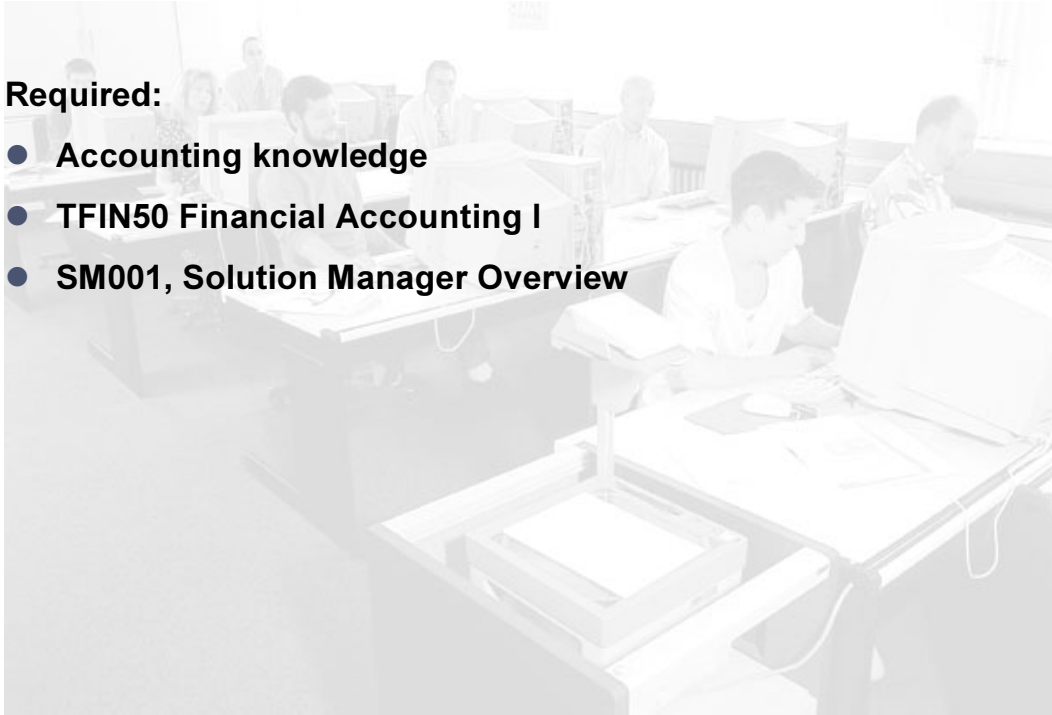 Required:
● Accounting knowledge
● TFIN50 Financial Accounting I
● SM001, Solution Manager Overview